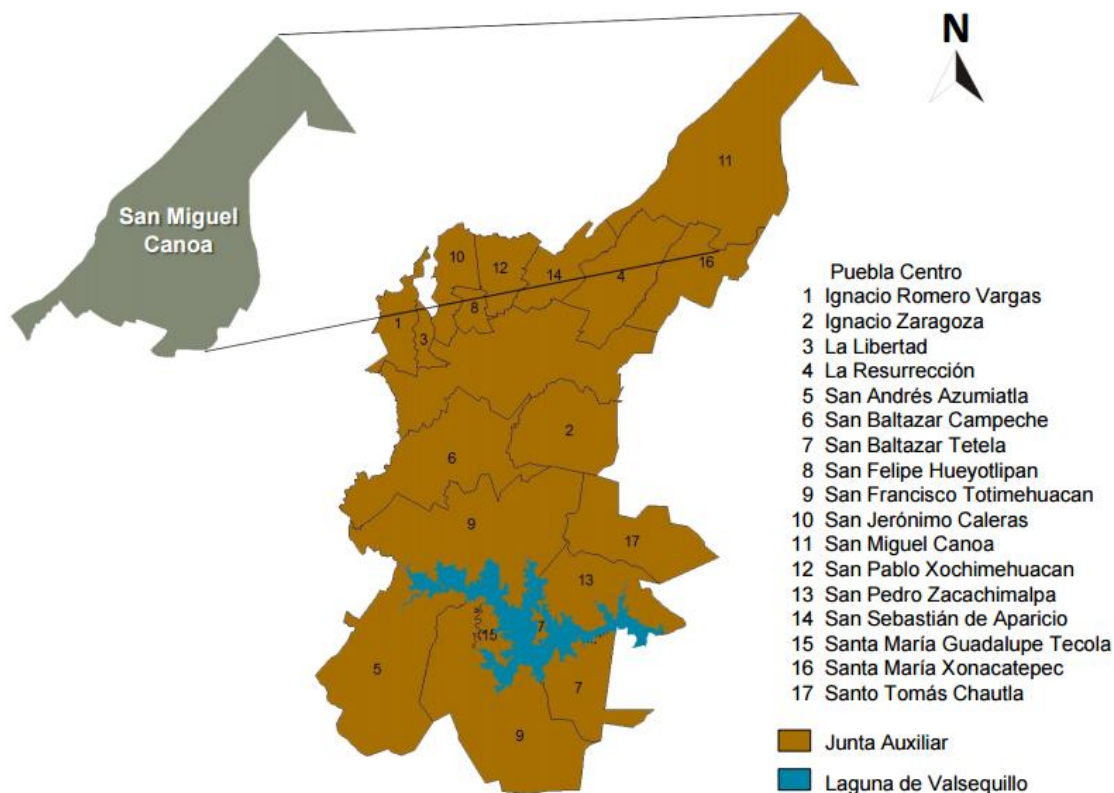 N
San Miguel
Canoa
11
10
12
14
4
16
8
1
3
2
6
9
17
13
7
15
5
7
9
Puebla Centro
1 Ignacio Romero Vargas
2 Ignacio Zaragoza
3 La Libertad
4 La Resurrección
5 San Andrés Azumiatla
6 San Baltazar Campeche
7 San Baltazar Tetela
8 San Felipe Hueyotlipan
9 San Francisco Totimehuacan
10 San Jerónimo Caleras
11 San Miguel Canoa
12 San Pablo Xochimehuacan
13 San Pedro Zacachimalpa
14 San Sebastián de Aparicio
15 Santa María Guadalupe Tecola
16 Santa María Xonacatepec
17 Santo Tomás Chautla
Junta Auxiliar
Laguna de Valsequillo